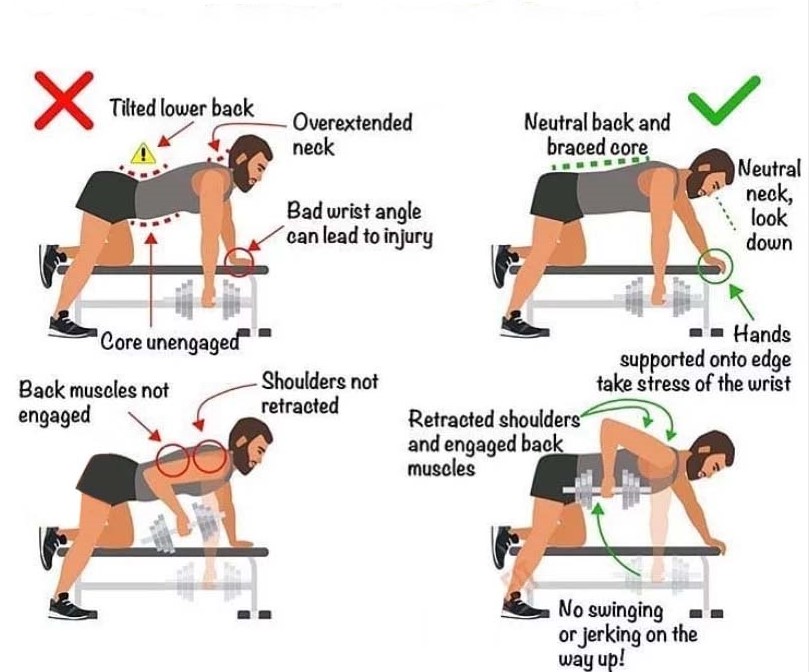 Tilted lower back
Overextended
neck
Bad wrist angle
can lead to injury
Core unengaged
Neutral back and
braced core
Neutral
neck,
look
down
Hands
supported onto edge
take stress of the wrist
Back muscles not
engaged
Shoulders not
retracted
Retracted shoulders
and engaged back
muscles
No swinging
or jerking on the
way up!